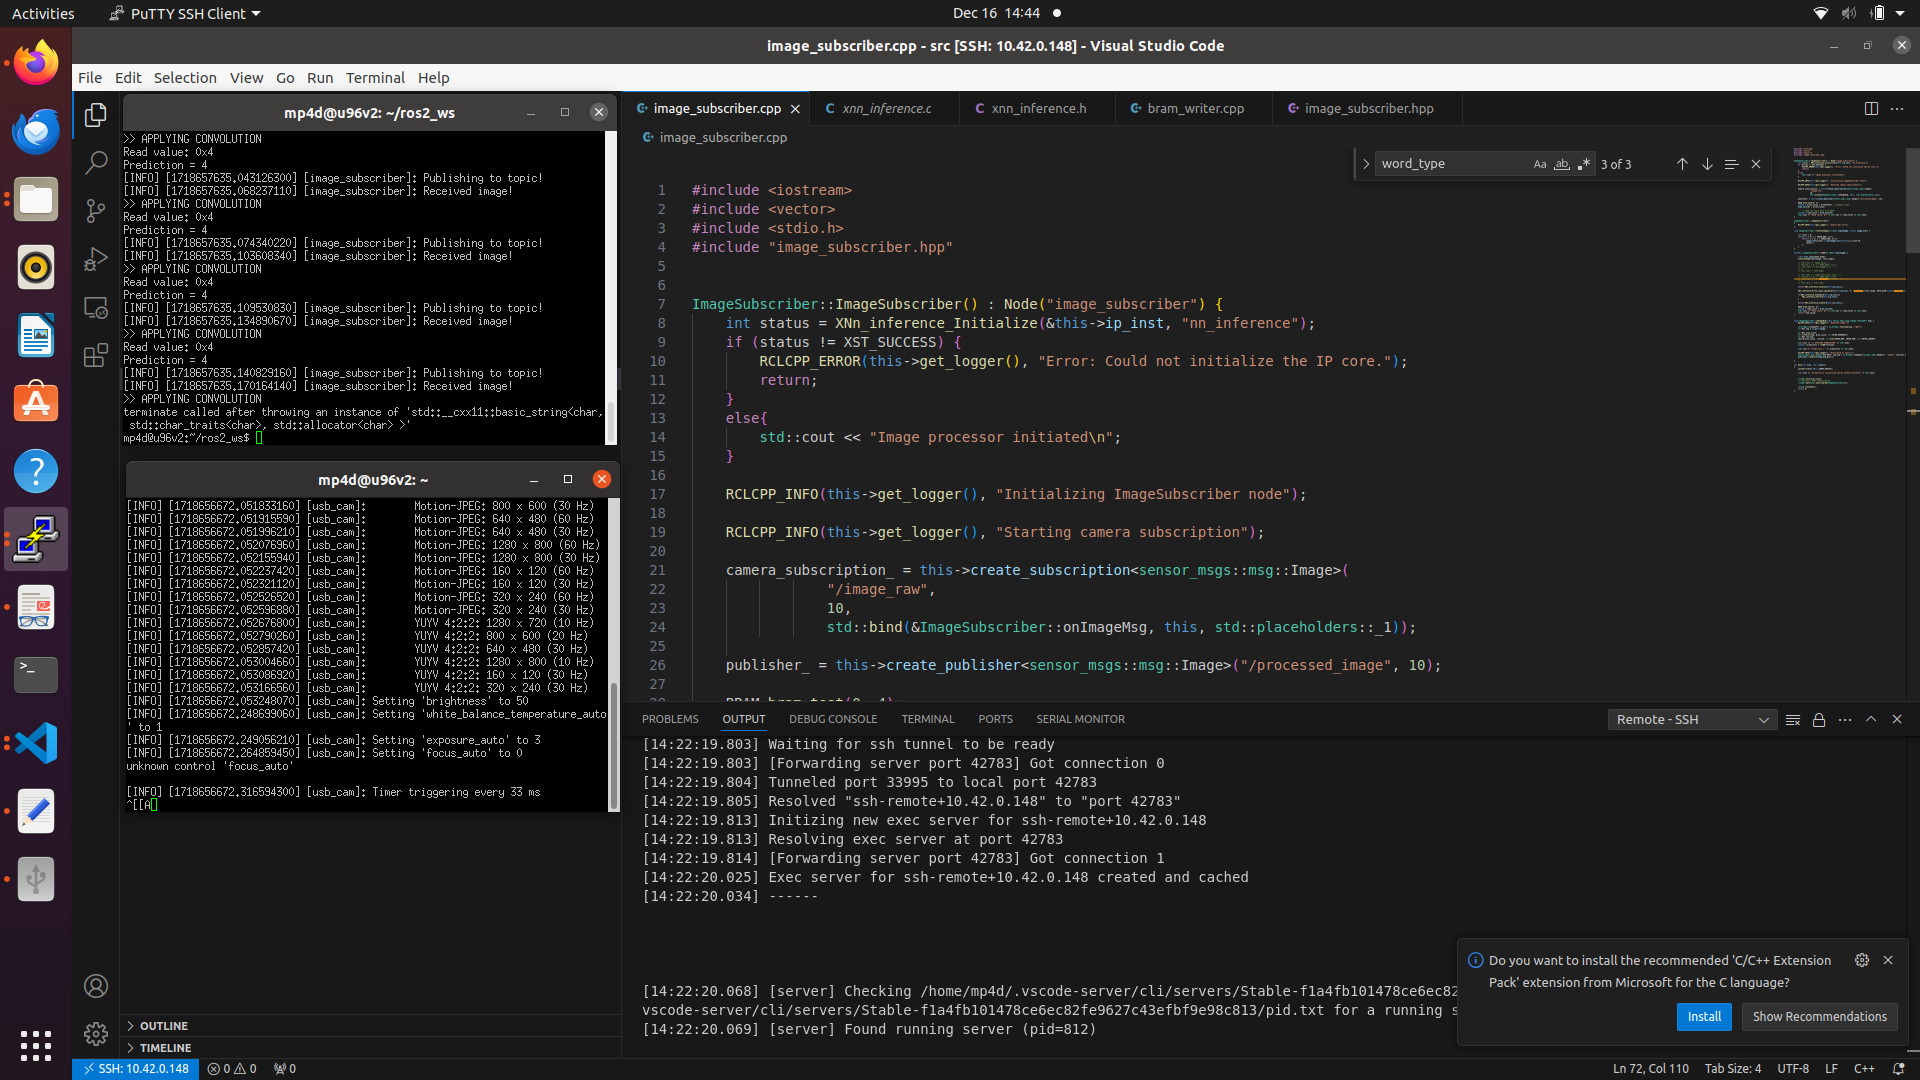 Activities
PuTTY SSH Client
Dec 16 14:44
image_subscriber.cpp - src [SSH: 10.42.0.148] - Visual Studio Code
File Edit Selection View Go Run Terminal Help
mp4d@u96v2: ~/ros2_ws
>> APPLYING CONVOLUTION
Read value: 0x4
Prediction = 4
[INFO] [1718657635.043126300] [image_subscriber]: Publishing to topic!
[INFO] [1718657635.068237110] [image_subscriber]: Received image!
>> APPLYING CONVOLUTION
Read value: 0x4
Prediction = 4
[INFO] [1718657635.074340220] [image_subscriber]: Publishing to topic!
[INFO] [1718657635.103608340] [image_subscriber]: Received image!
>> APPLYING CONVOLUTION
Read value: 0x4
Prediction = 4
[INFO] [1718657635.109530830] [image_subscriber]: Publishing to topic!
[INFO] [1718657635.134890670] [image_subscriber]: Received image!
>> APPLYING CONVOLUTION
Read value: 0x4
Prediction = 4
[INFO] [1718657635.140829160] [image_subscriber]: Publishing to topic!
[INFO] [1718657635.170164140] [image_subscriber]: Received image!
>> APPLYING CONVOLUTION
terminate called after throwing an instance of 'std::__cxx11::basic_string<char,
 std::char_traits<char>, std::allocator<char> >'
mp4d@u96v2:~/ros2_ws$
mp4d@u96v2: ~
[INFO] [1718656672.051833160] [usb_cam]: Motion-JPEG: 800 x 600 (30 Hz)
[INFO] [1718656672.051915590] [usb_cam]: Motion-JPEG: 640 x 480 (60 Hz)
[INFO] [1718656672.051996210] [usb_cam]: Motion-JPEG: 640 x 480 (30 Hz)
[INFO] [1718656672.052076960] [usb_cam]: Motion-JPEG: 1280 x 800 (60 Hz)
[INFO] [1718656672.052155940] [usb_cam]: Motion-JPEG: 1280 x 800 (30 Hz)
[INFO] [1718656672.052237420] [usb_cam]: Motion-JPEG: 160 x 120 (60 Hz)
[INFO] [1718656672.052321120] [usb_cam]: Motion-JPEG: 160 x 120 (30 Hz)
[INFO] [1718656672.052526520] [usb_cam]: Motion-JPEG: 320 x 240 (60 Hz)
[INFO] [1718656672.052596880] [usb_cam]: Motion-JPEG: 320 x 240 (30 Hz)
[INFO] [1718656672.052676800] [usb_cam]: YUYV 4:2:2: 1280 x 720 (10 Hz)
[INFO] [1718656672.052790260] [usb_cam]: YUYV 4:2:2: 800 x 600 (20 Hz)
[INFO] [1718656672.052857420] [usb_cam]: YUYV 4:2:2: 640 x 480 (30 Hz)
[INFO] [1718656672.053004660] [usb_cam]: YUYV 4:2:2: 1280 x 800 (10 Hz)
[INFO] [1718656672.053086920] [usb_cam]: YUYV 4:2:2: 160 x 120 (30 Hz)
[INFO] [1718656672.053166560] [usb_cam]: YUYV 4:2:2: 320 x 240 (30 Hz)
[INFO] [1718656672.053248070] [usb_cam]: Setting 'brightness' to 50
[INFO] [1718656672.248699060] [usb_cam]: Setting 'white_balance_temperature_auto
' to 1
[INFO] [1718656672.249056210] [usb_cam]: Setting 'exposure_auto' to 3
[INFO] [1718656672.264859450] [usb_cam]: Setting 'focus_auto' to 0
unknown control 'focus_auto'
[INFO] [1718656672.316594300] [usb_cam]: Timer triggering every 33 ms
^[[A
OUTLINE
TIMELINE
image_subscriber.cpp xnn_inference.c xnn_inference.h bram_writer.cpp image_subscriber.hpp
image_subscriber.cpp
word_type Aa ab .* 3 of 3
1 #include <iostream>
2 #include <vector>
3 #include <stdio.h>
4 #include "image_subscriber.hpp"
5
6
7 ImageSubscriber::ImageSubscriber() : Node("image_subscriber") {
8 int status = XNn_inference_Initialize(&this->ip_inst, "nn_inference");
9 if (status != XST_SUCCESS) {
10 RCLCPP_ERROR(this->get_logger(), "Error: Could not initialize the IP core.");
11 return;
12 }
13 else{
14 std::cout << "Image processor initiated\n";
15 }
16
17 RCLCPP_INFO(this->get_logger(), "Initializing ImageSubscriber node");
18
19 RCLCPP_INFO(this->get_logger(), "Starting camera subscription");
20
21 camera_subscription_ = this->create_subscription<sensor_msgs::msg::Image>(
22 "/image_raw",
23 10,
24 std::bind(&ImageSubscriber::onImageMsg, this, std::placeholders::_1));
25
26 publisher_ = this->create_publisher<sensor_msgs::msg::Image>("/processed_image", 10);
27
28 BRAM bram_test(0, 4);
PROBLEMS OUTPUT DEBUG CONSOLE TERMINAL PORTS SERIAL MONITOR
Remote - SSH
[14:22:19.803] Waiting for ssh tunnel to be ready
[14:22:19.803] [Forwarding server port 42783] Got connection 0
[14:22:19.804] Tunneled port 33995 to local port 42783
[14:22:19.805] Resolved "ssh-remote+10.42.0.148" to "port 42783"
[14:22:19.813] Initizing new exec server for ssh-remote+10.42.0.148
[14:22:19.813] Resolving exec server at port 42783
[14:22:19.814] [Forwarding server port 42783] Got connection 1
[14:22:20.025] Exec server for ssh-remote+10.42.0.148 created and cached
[14:22:20.034] ------
[14:22:20.068] [server] Checking /home/mp4d/.vscode-server/cli/servers/Stable-f1a4fb101478ce6ec82
vscode-server/cli/servers/Stable-f1a4fb101478ce6ec82fe9627c43efbf9e98c813/pid.txt for a running s
[14:22:20.069] [server] Found running server (pid=812)
Do you want to install the recommended 'C/C++ Extension
Pack' extension from Microsoft for the C language?
Install
Show Recommendations
SSH: 10.42.0.148
0 0 0
Ln 72, Col 110 Tab Size: 4 UTF-8 LF C++